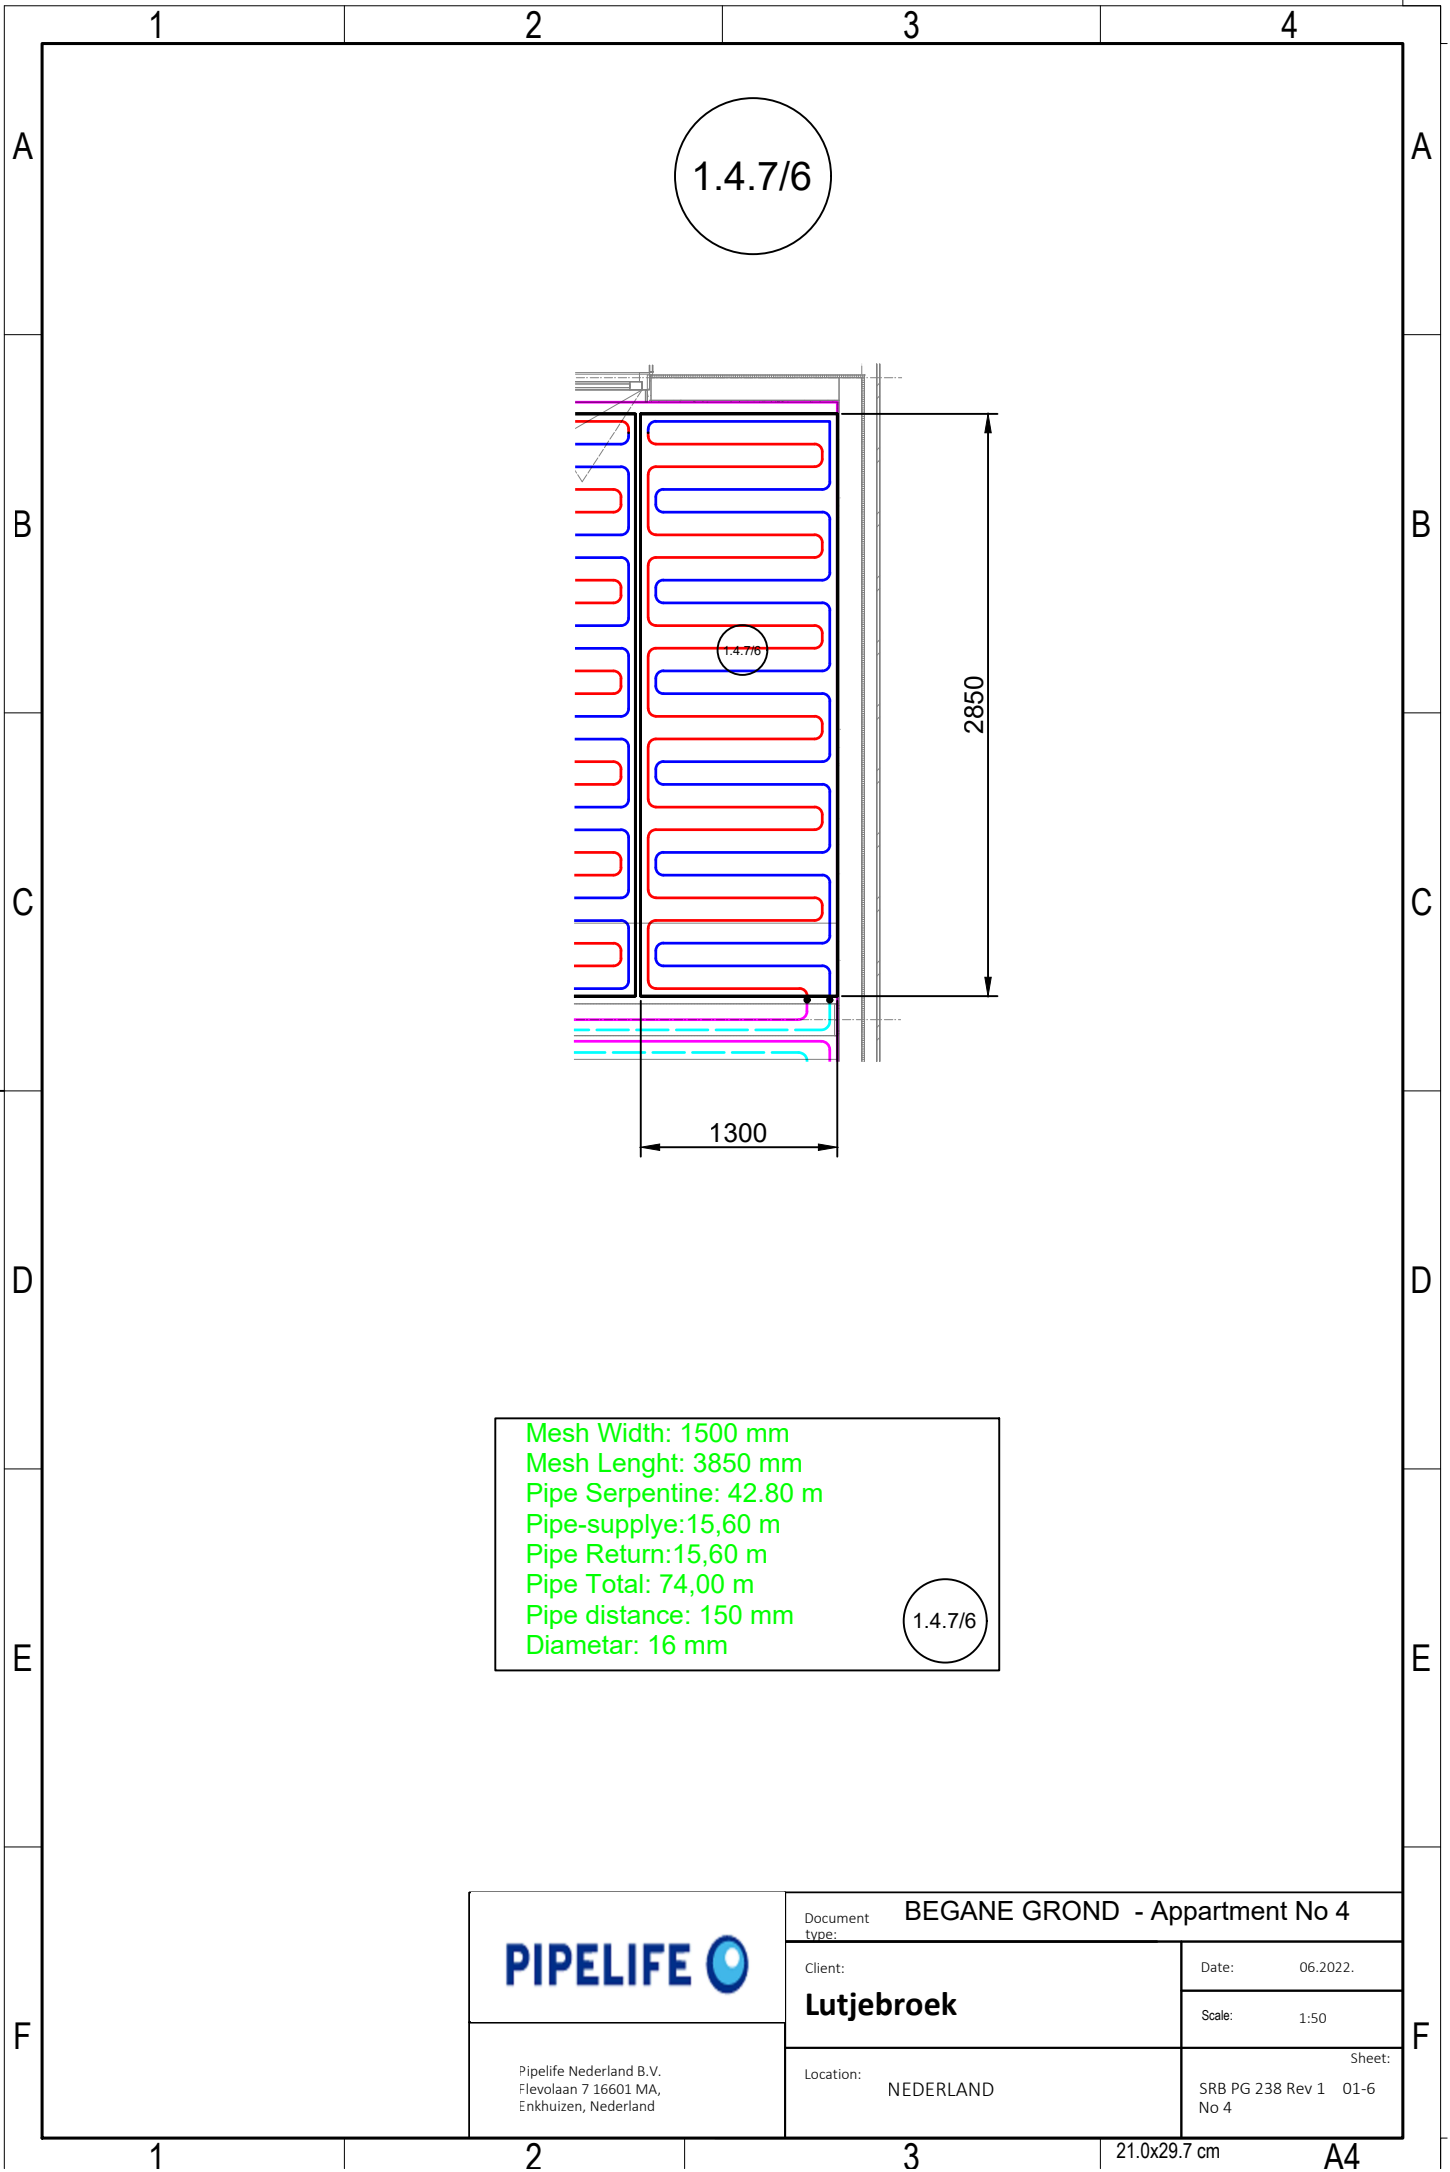 1 2 3 4
A A
1.4.7/6
B B
1.4.7/6
2850
C C
1300
D D
Mesh Width: 1500 mm
Mesh Lenght: 3850 mm
Pipe Serpentine: 42.80 m
Pipe-supplye:15,60 m
Pipe Return:15,60 m
Pipe Total: 74,00 m
Pipe distance: 150 mm
Diametar: 16 mm
1.4.7/6
E E
PIPELIFE
Document type: BEGANE GROND - Appartment No 4
Client:
Lutjebroek
Date: 06.2022.
Scale: 1:50
F F
Pipelife Nederland B.V.
Flevolaan 7 16601 MA,
Enkhuizen, Nederland
Location: NEDERLAND
Sheet:
SRB PG 238 Rev 1 01-6
No 4
1 2 3 21.0x29.7 cm A4